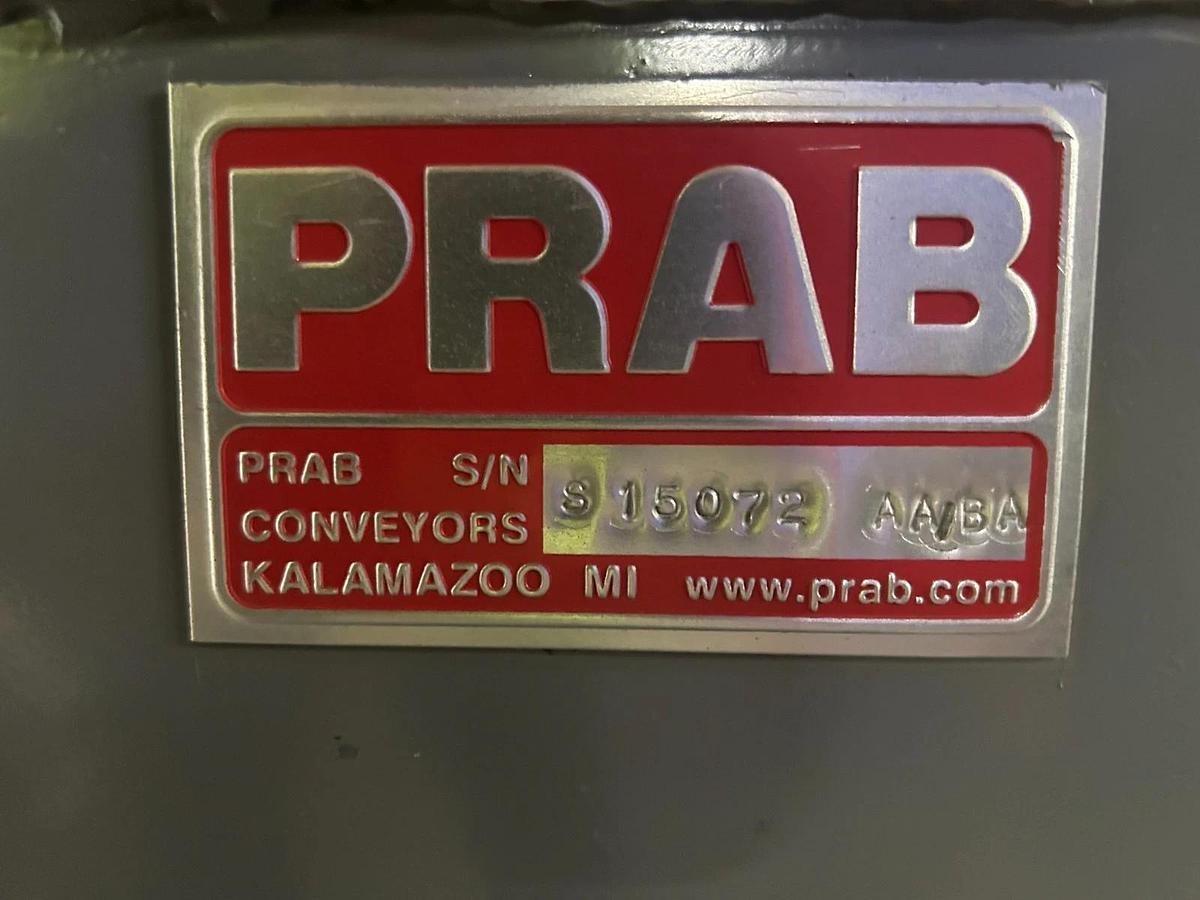 PRAB
PRAB S/N S 15072 AA/BA
CONVEYORS
KALAMAZOO MI www.prab.com